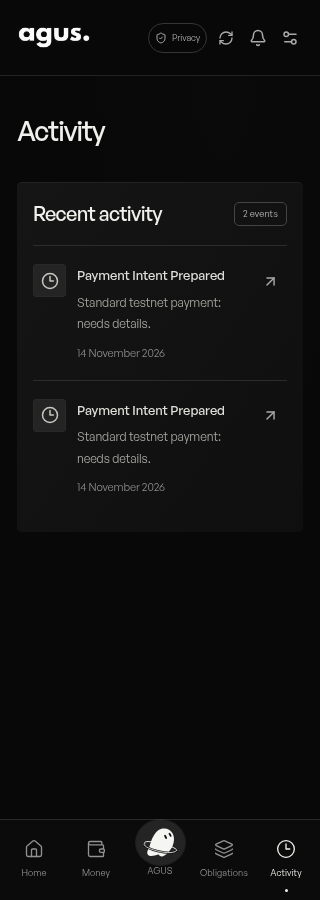 agus.
Privacy
Activity
Recent activity
2 events
Payment Intent Prepared
Standard testnet payment:
needs details.
14 November 2026
Payment Intent Prepared
Standard testnet payment:
needs details.
14 November 2026
Home
Money
AGUS
Obligations
Activity